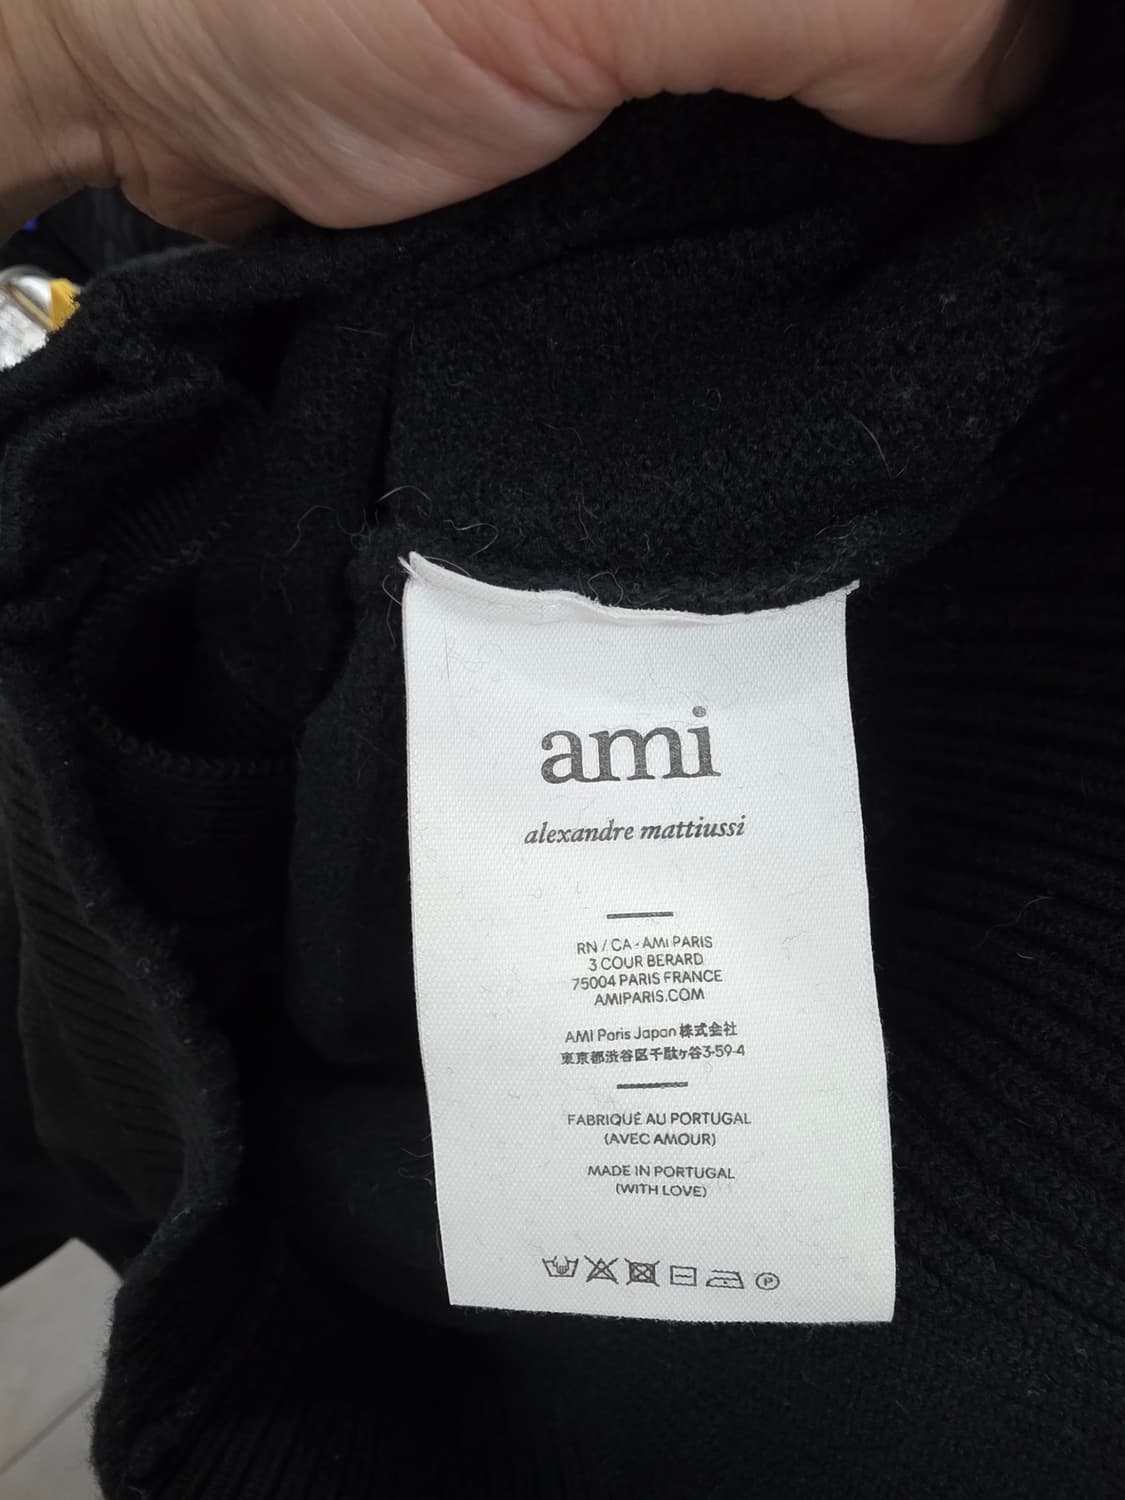 ami
alexandre mattiussi
RN / CA - AMI PARIS
3 COUR BERARD
75004 PARIS FRANCE
AMIPARIS.COM
AMI Paris Japan 株式会社
東京都渋谷区千駄ヶ谷3-59-4
FABRIQUÉ AU PORTUGAL
(AVEC AMOUR)
MADE IN PORTUGAL
(WITH LOVE)
P